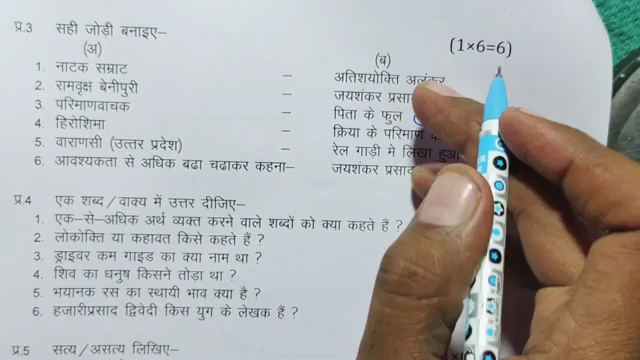 प्र.3 सही जोड़ी बनाइए– (1×6=6)
(अ) (ब)
1. नाटक सम्राट – अतिशयोक्ति अलंकार
2. रामवृक्ष बेनीपुरी – जयशंकर प्रसाद
3. परिमाणवाचक – पिता के फुल
4. हिरोशिमा – क्रिया के परिमाण
5. वाराणसी (उत्तर प्रदेश) – रेल गाड़ी मे लिखा हुआ
6. आवश्यकता से अधिक बढा चढाकर कहना– जयशंकर प्रसाद
प्र.4 एक शब्द/वाक्य में उत्तर दीजिए–
1. एक–से–अधिक अर्थ व्यक्त करने वाले शब्दों को क्या कहते हैं ?
2. लोकोक्ति या कहावत किसे कहते हैं ?
3. ड्राइवर कम गाइड का क्या नाम था ?
4. शिव का धनुष किसने तोड़ा था ?
5. भयानक रस का स्थायी भाव क्या है ?
6. हजारीप्रसाद द्विवेदी किस युग के लेखक हैं ?
प्र.5 सत्य/असत्य लिखिए–